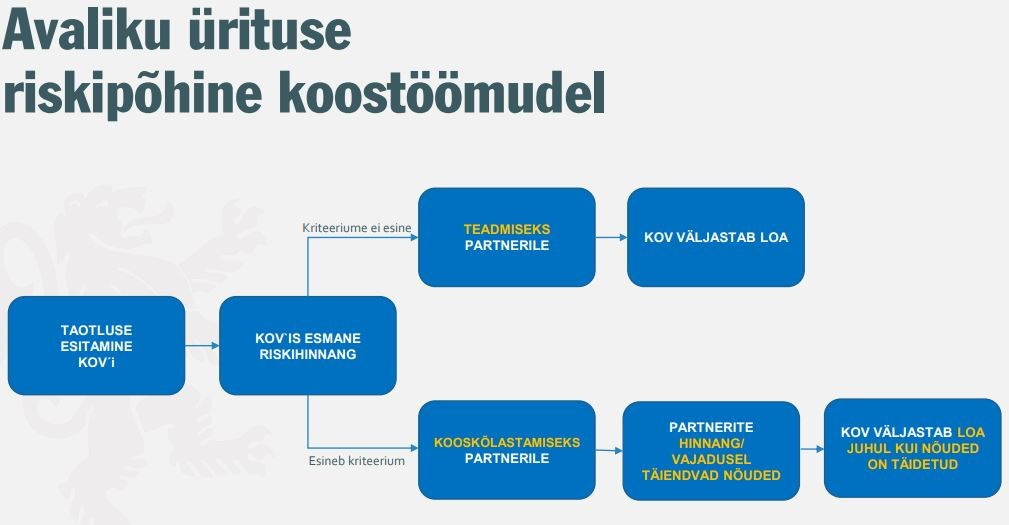 Avaliku ürituse
riskipõhine koostöömudel
Kriteeriume ei esine
TEADMISEKS
PARTNERILE
KOV VÄLJASTAB LOA
TAOTLUSE
ESITAMINE
KOV´i
KOV`IS ESMANE
RISKIHINNANG
Esineb kriteerium
KOOSKÕLASTAMISEKS
PARTNERILE
PARTNERITE
HINNANG/
VAJADUSEL
TÄIENDVAD NÕUDED
KOV VÄLJASTAB LOA
JUHUL KUI NÕUDED
ON TÄIDETUD